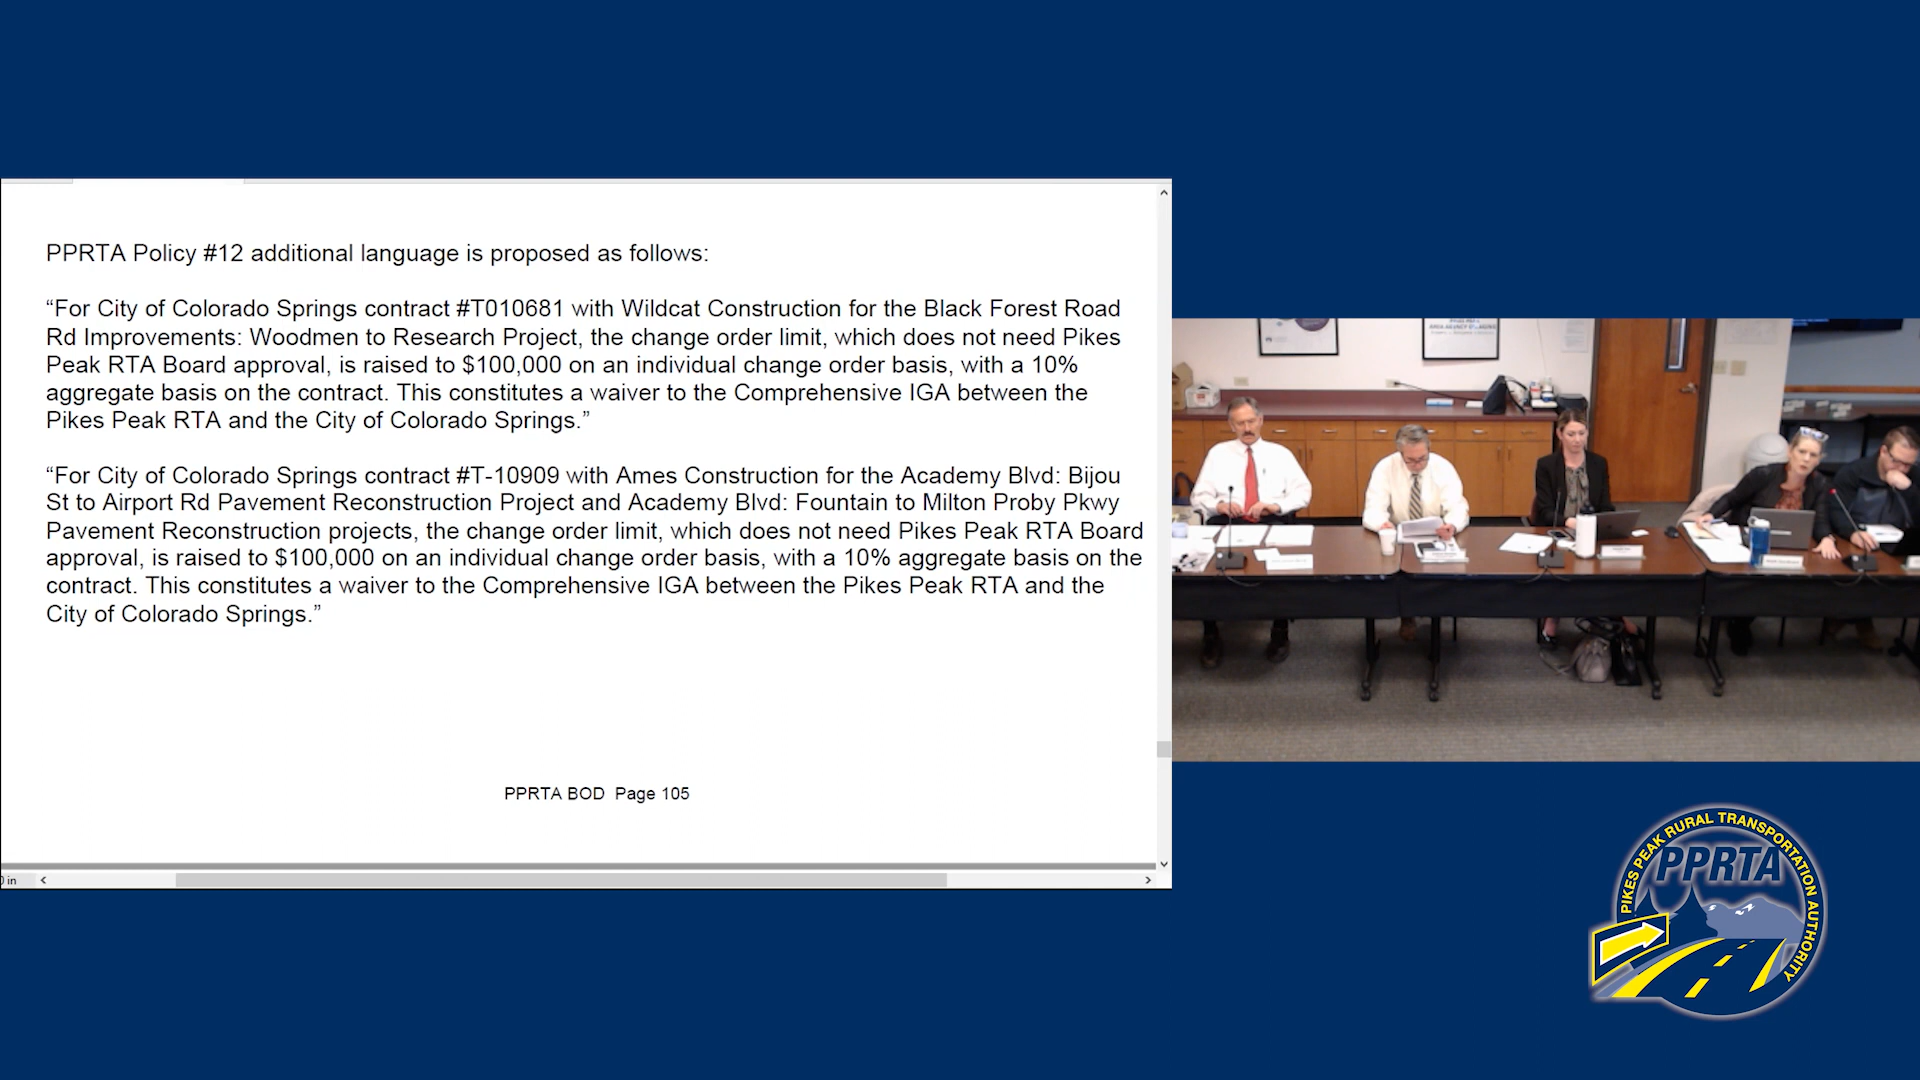 PPRTA Policy #12 additional language is proposed as follows:
“For City of Colorado Springs contract #T010681 with Wildcat Construction for the Black Forest Road
Rd Improvements: Woodmen to Research Project, the change order limit, which does not need Pikes
Peak RTA Board approval, is raised to $100,000 on an individual change order basis, with a 10%
aggregate basis on the contract. This constitutes a waiver to the Comprehensive IGA between the
Pikes Peak RTA and the City of Colorado Springs.”
“For City of Colorado Springs contract #T-10909 with Ames Construction for the Academy Blvd: Bijou
St to Airport Rd Pavement Reconstruction Project and Academy Blvd: Fountain to Milton Proby Pkwy
Pavement Reconstruction projects, the change order limit, which does not need Pikes Peak RTA Board
approval, is raised to $100,000 on an individual change order basis, with a 10% aggregate basis on the
contract. This constitutes a waiver to the Comprehensive IGA between the Pikes Peak RTA and the
City of Colorado Springs.”
PPRTA BOD Page 105
in
PIKES PEAK RURAL TRANSPORTATION AUTHORITY
PPRTA